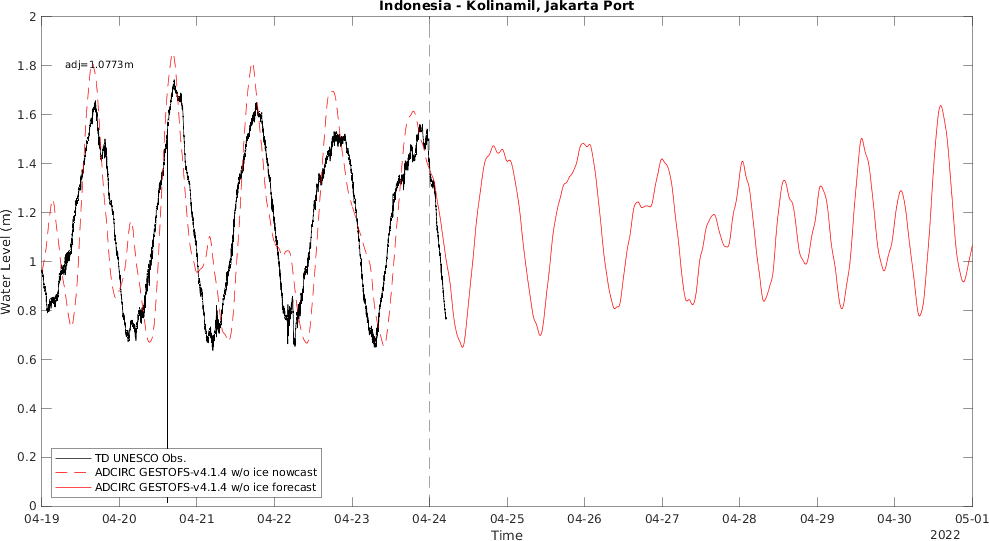 Indonesia - Kolinamil, Jakarta Port
2
1.8
1.6
1.4
1.2
1
0.8
0.6
0.4
0.2
0
Water Level (m)
adj=1.0773m
TD UNESCO Obs.
ADCIRC GESTOFS-v4.1.4 w/o ice nowcast
ADCIRC GESTOFS-v4.1.4 w/o ice forecast
04-19 04-20 04-21 04-22 04-23 04-24 04-25 04-26 04-27 04-28 04-29 04-30 05-01
Time
2022